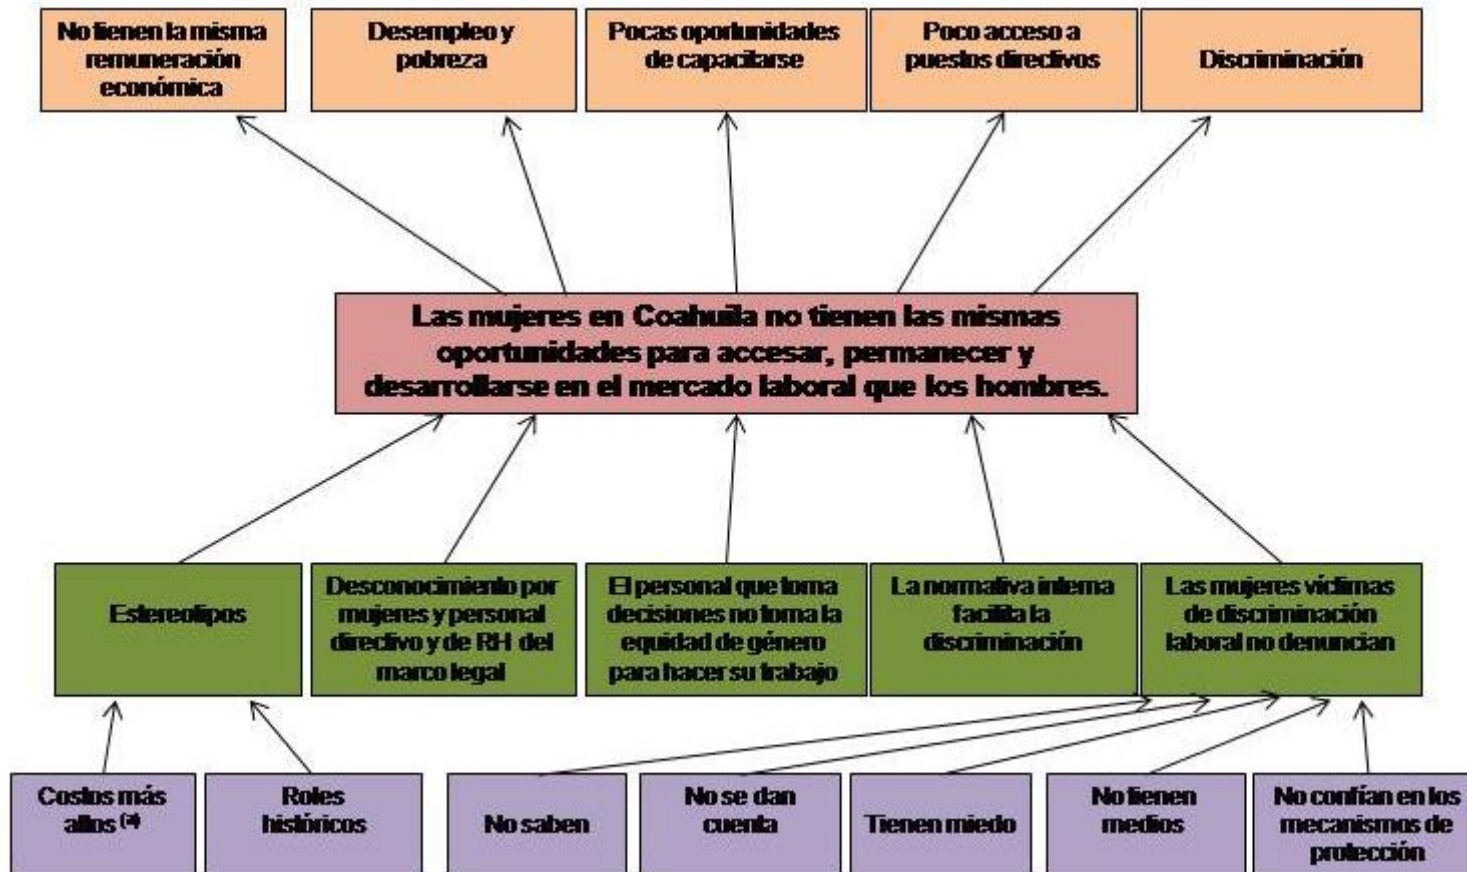 No tienen la misma
remuneración
económica
Desempleo y
pobreza
Pocas oportunidades
de capacitarse
Poco acceso a
puestos directivos
Discriminación
Las mujeres en Coahuila no tienen las mismas
oportunidades para accesar, permanecer y
desarrollarse en el mercado laboral que los hombres.
Estereotipos
Desconocimiento por
mujeres y personal
directivo y de RH del
marco legal
El personal que toma
decisiones no toma la
equidad de género
para hacer su trabajo
La normativa interna
facilita la
discriminación
Las mujeres víctimas
de discriminación
laboral no denuncian
Costos más
altos
Roles
históricos
No saben
No se dan
cuenta
Tienen miedo
No tienen
medios
No confían en los
mecanismos de
protección